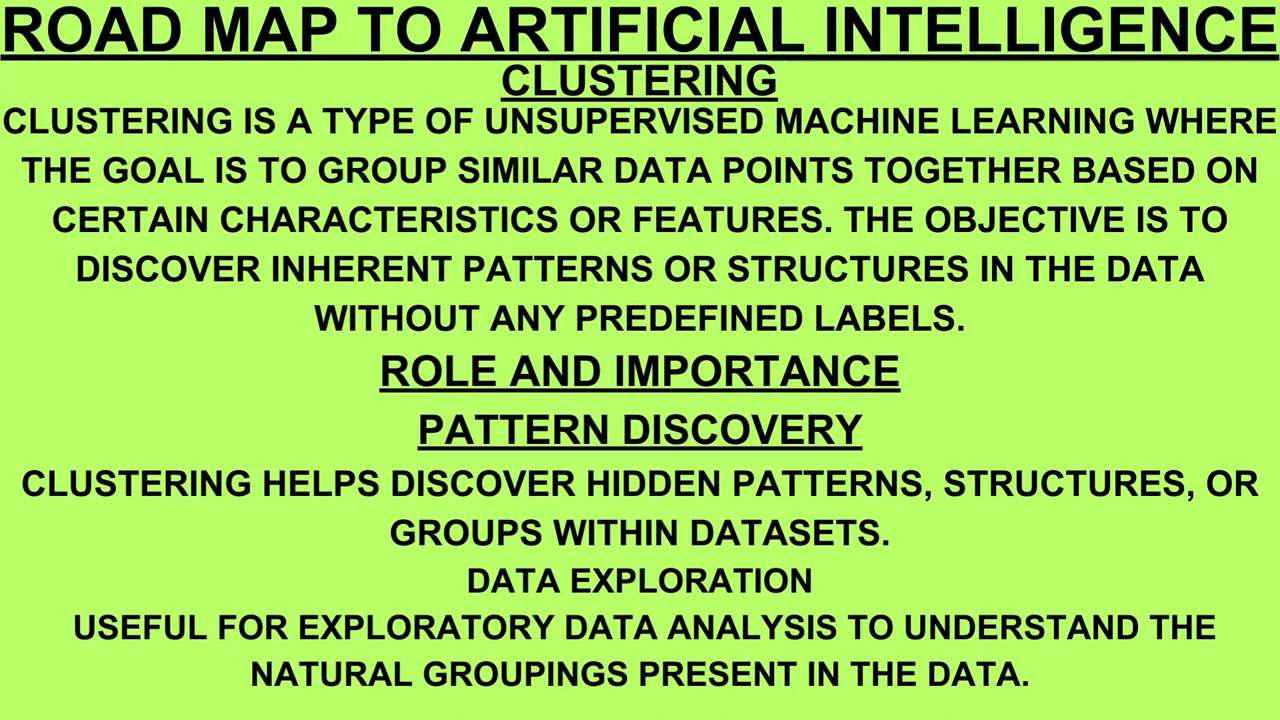 ROAD MAP TO ARTIFICIAL INTELLIGENCE
CLUSTERING
CLUSTERING IS A TYPE OF UNSUPERVISED MACHINE LEARNING WHERE
THE GOAL IS TO GROUP SIMILAR DATA POINTS TOGETHER BASED ON
CERTAIN CHARACTERISTICS OR FEATURES. THE OBJECTIVE IS TO
DISCOVER INHERENT PATTERNS OR STRUCTURES IN THE DATA
WITHOUT ANY PREDEFINED LABELS.
ROLE AND IMPORTANCE
PATTERN DISCOVERY
CLUSTERING HELPS DISCOVER HIDDEN PATTERNS, STRUCTURES, OR
GROUPS WITHIN DATASETS.
DATA EXPLORATION
USEFUL FOR EXPLORATORY DATA ANALYSIS TO UNDERSTAND THE
NATURAL GROUPINGS PRESENT IN THE DATA.